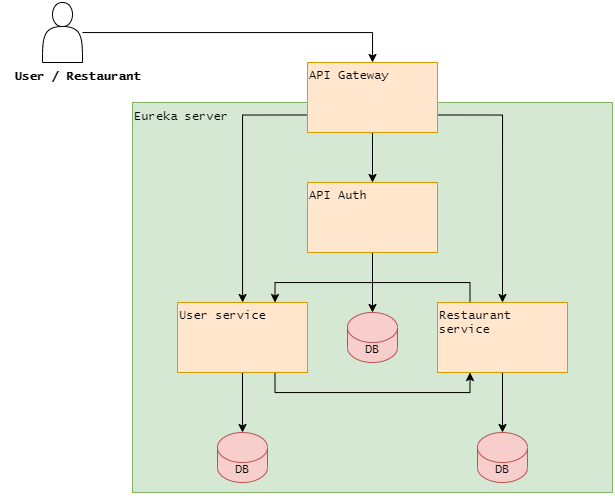 User / Restaurant
API Gateway
Eureka server
API Auth
User service
Restaurant
service
DB
DB
DB